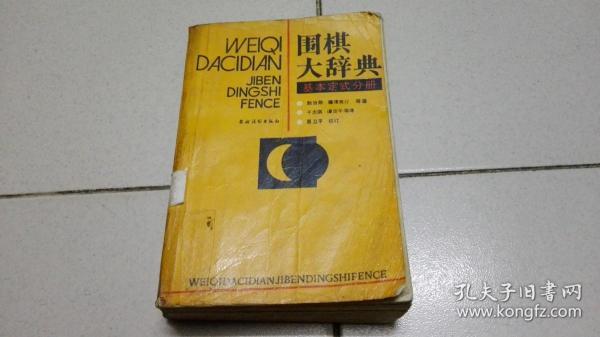 WEIQI
DACIDIAN
JIBEN
DINGSHI
FENCE
围棋
大辞典
基本定式分册
WEIQIDACIDIANJIBENDINGSHIFENCE
孔夫子旧书网
www.kongfz.com